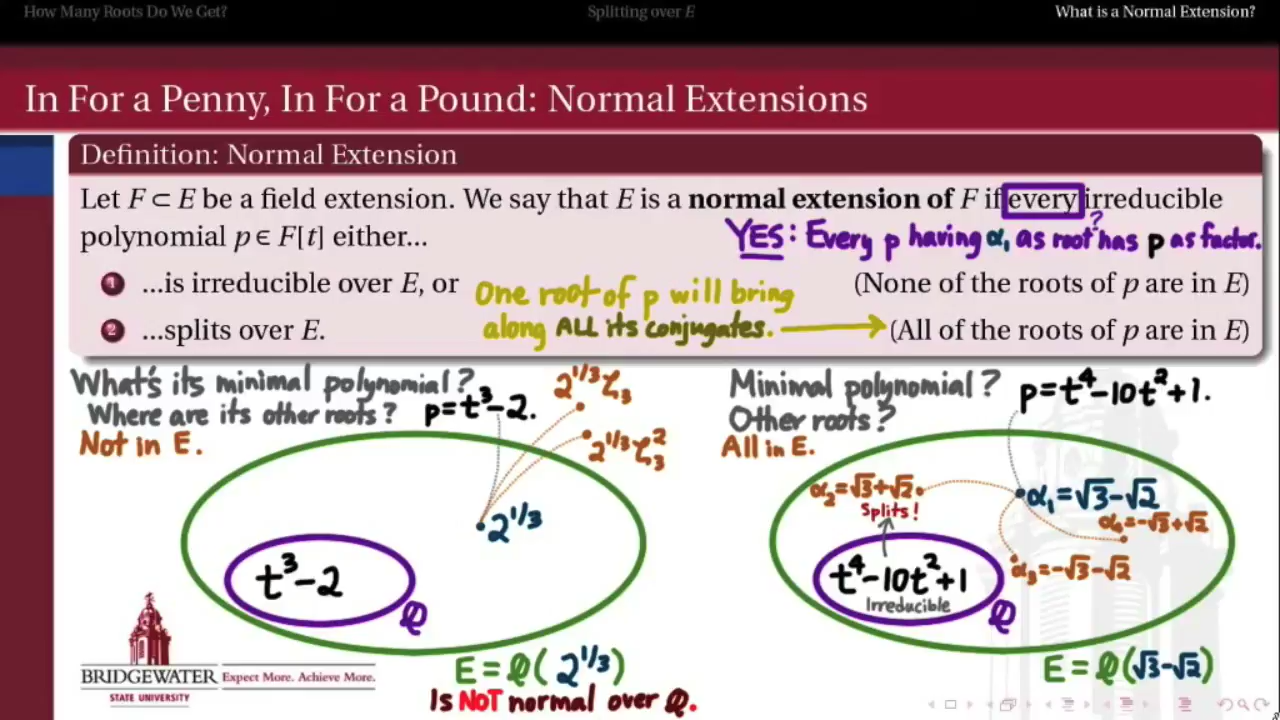 How Many Roots Do We Get? Splitting over E What is a Normal Extension?
In For a Penny, In For a Pound: Normal Extensions
Definition: Normal Extension
Let F ⊂ E be a field extension. We say that E is a normal extension of F if every irreducible
polynomial p ∈ F[t] either...
YES: Every p having α₁ as root has p as factor.
?
1 ...is irreducible over E, or
(None of the roots of p are in E)
2 ...splits over E.
(All of the roots of p are in E)
One root of p will bring
along ALL its conjugates.
What's its minimal polynomial?
Where are its other roots? p=t³-2.
Not in E.
2^1/3 ζ₃
2^1/3 ζ₃²
2^1/3
t³-2
Q
E = Q(2^1/3)
Is NOT normal over Q.
Minimal polynomial? p=t⁴-10t²+1.
Other roots?
All in E.
α₂=√3+√2
Splits!
α₁=√3-√2
α₄=-√3+√2
α₃=-√3-√2
t⁴-10t²+1
Irreducible
Q
E = Q(√3-√2)
BRIDGEWATER
STATE UNIVERSITY
Expect More. Achieve More.